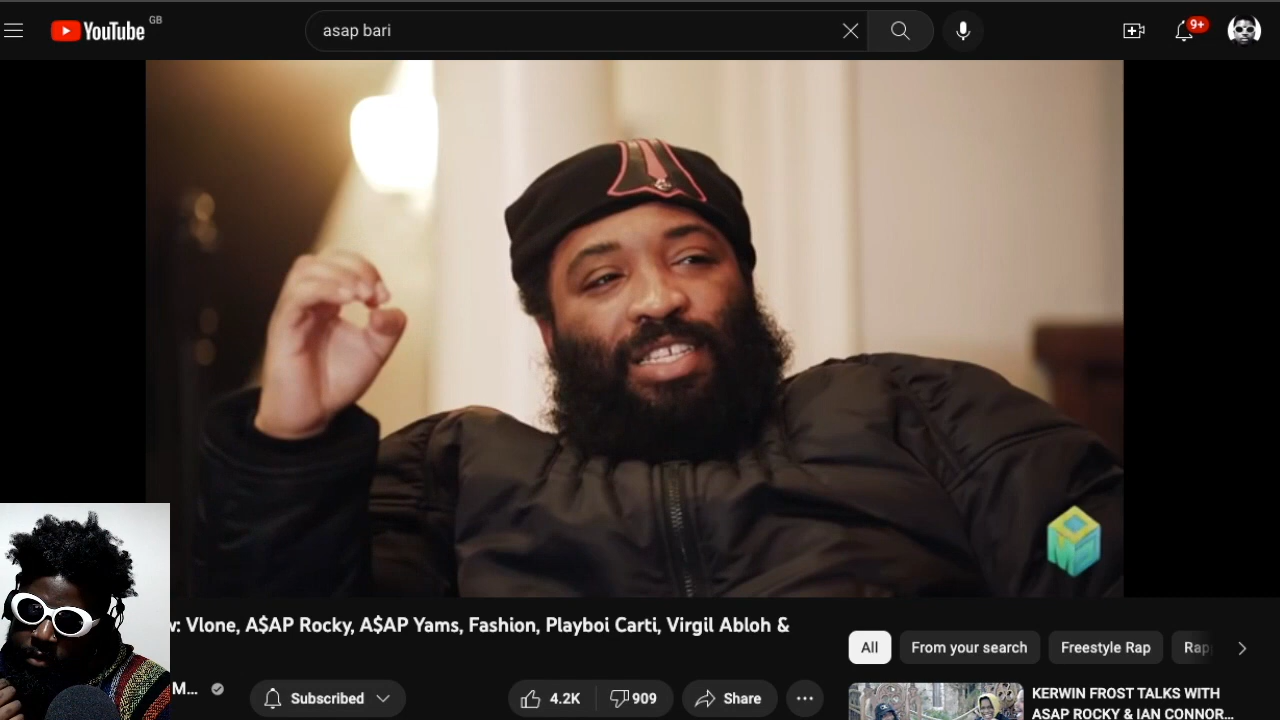 YouTube GB
asap bari
9+
w: Vlone, A$AP Rocky, A$AP Yams, Fashion, Playboi Carti, Virgil Abloh &
M...
Subscribed
4.2K
909
Share
All
From your search
Freestyle Rap
Rap
KERWIN FROST TALKS WITH
ASAP ROCKY & IAN CONNOR...